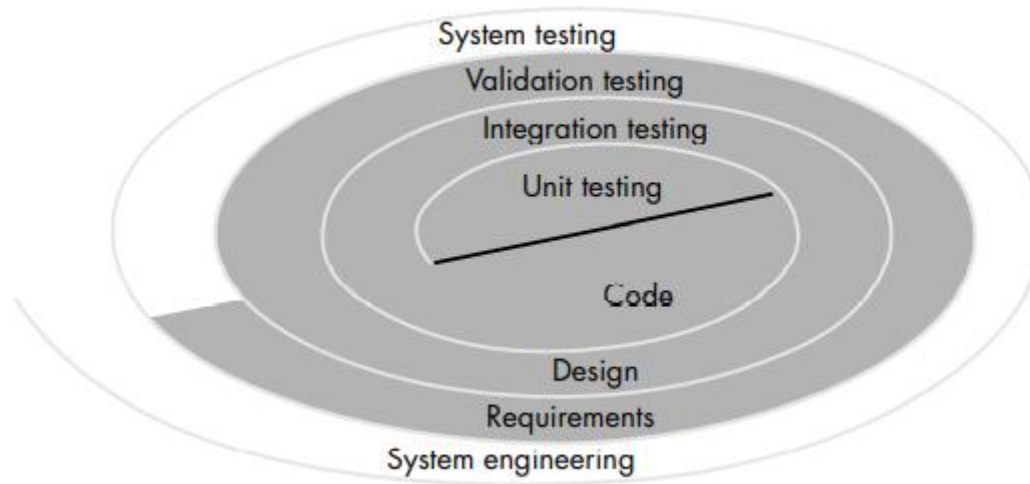 System testing
Validation testing
Integration testing
Unit testing
Code
Design
Requirements
System engineering